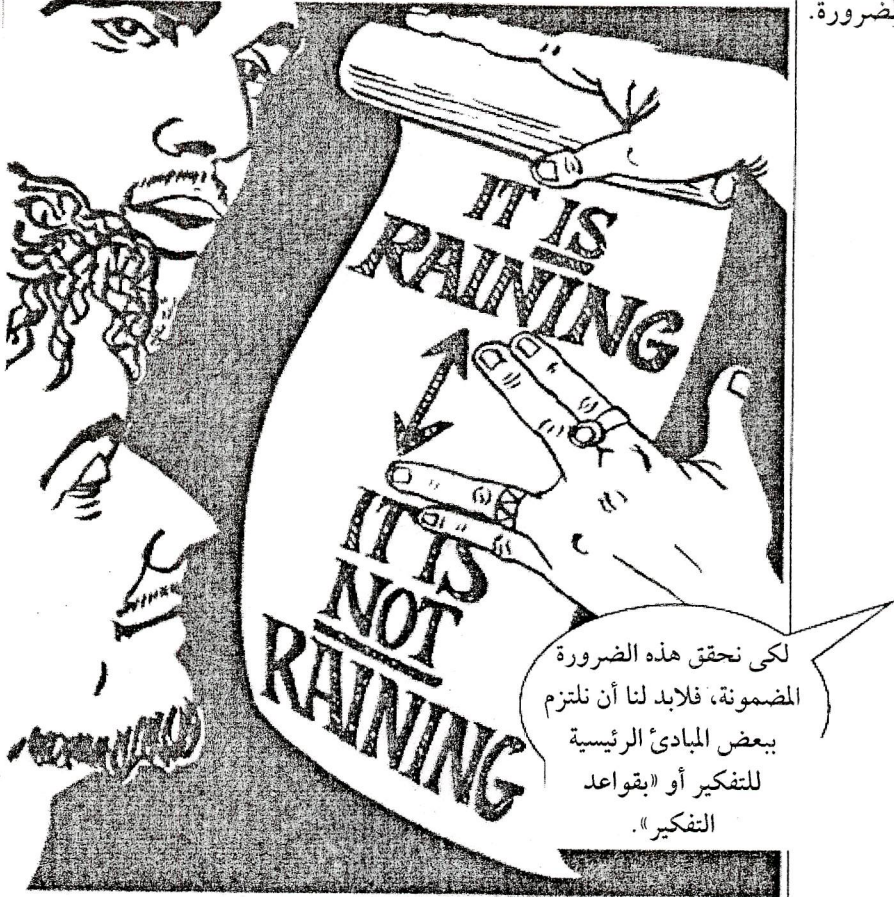 بضرورة.
IT IS
RAINING
IT IS
NOT
RAINING
لكى نحقق هذه الضرورة
المضمونة، فلابد لنا أن نلتزم
ببعض المبادئ الرئيسية
للتفكير أو «بقواعد
التفكير».